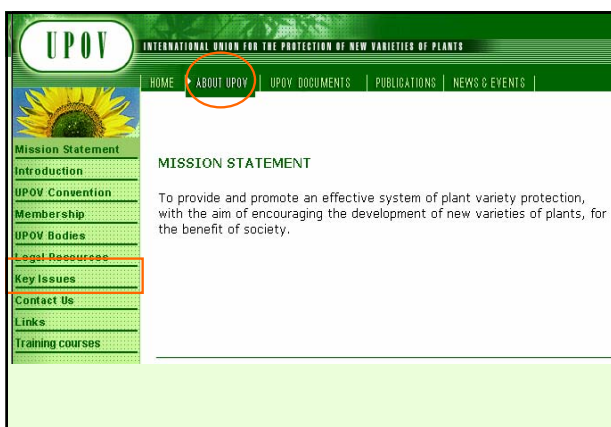 UPOV
INTERNATIONAL UNION FOR THE PROTECTION OF NEW VARIETIES OF PLANTS
HOME | ABOUT UPOV | UPOV DOCUMENTS | PUBLICATIONS | NEWS & EVENTS |
Mission Statement
Introduction
UPOV Convention
Membership
UPOV Bodies
Legal Resources
Key Issues
Contact Us
Links
Training courses
MISSION STATEMENT
To provide and promote an effective system of plant variety protection,
with the aim of encouraging the development of new varieties of plants, for
the benefit of society.